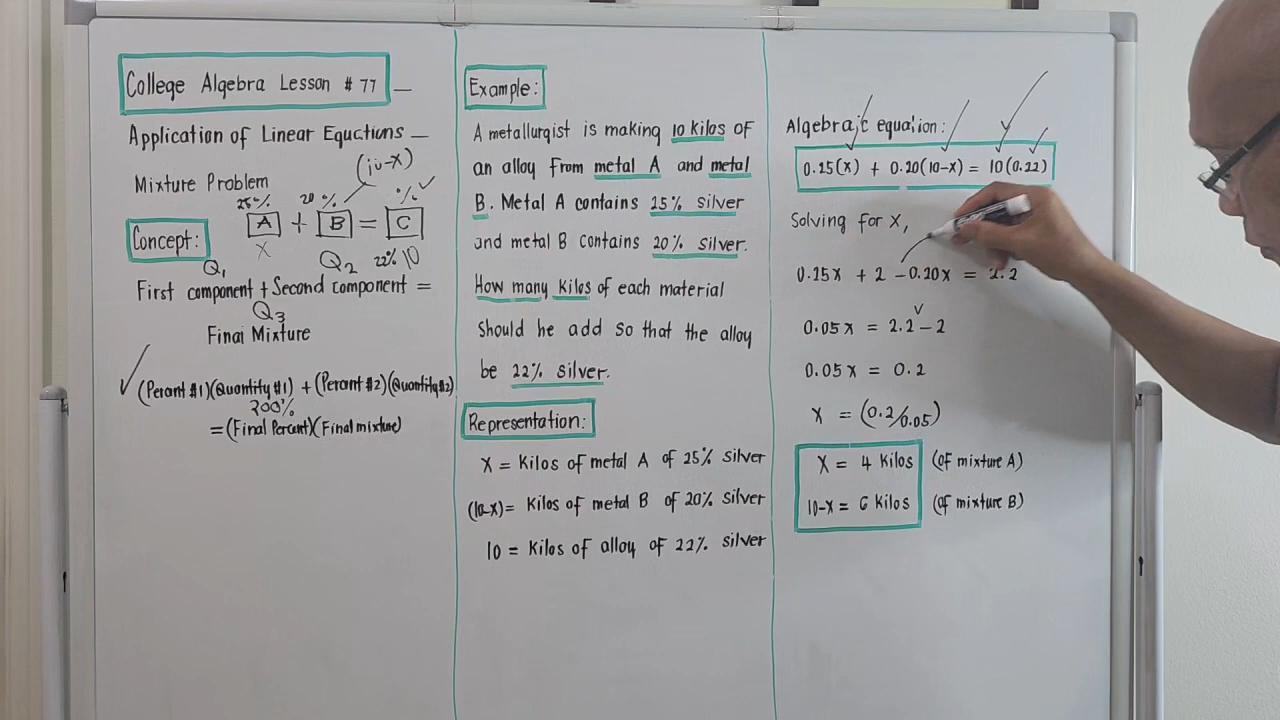 College Algebra Lesson # 77
Application of Linear Equations
Mixture Problem
(10-x)
25% 20% %
Concept: A + B = C
x 22% 10
Q1 Q2
First component + Second component =
Q3
Final Mixture
(Percent #1)(Quantity #1) + (Percent #2)(Quantity #2)
= (Final Percent)(Final mixture)
Example:
A metallurgist is making 10 kilos of
an alloy from metal A and metal
B. Metal A contains 25% silver
and metal B contains 20% silver.
How many kilos of each material
should he add so that the alloy
be 22% silver.
Representation:
x = kilos of metal A of 25% silver
(10-x) = kilos of metal B of 20% silver
10 = kilos of alloy of 22% silver
Algebraic equation:
0.25(x) + 0.20(10-x) = 10(0.22)
Solving for x,
0.25x + 2 - 0.20x = 2.2
0.05x = 2.2 - 2
0.05x = 0.2
x = (0.2/0.05)
x = 4 kilos (of mixture A)
10-x = 6 kilos (of mixture B)